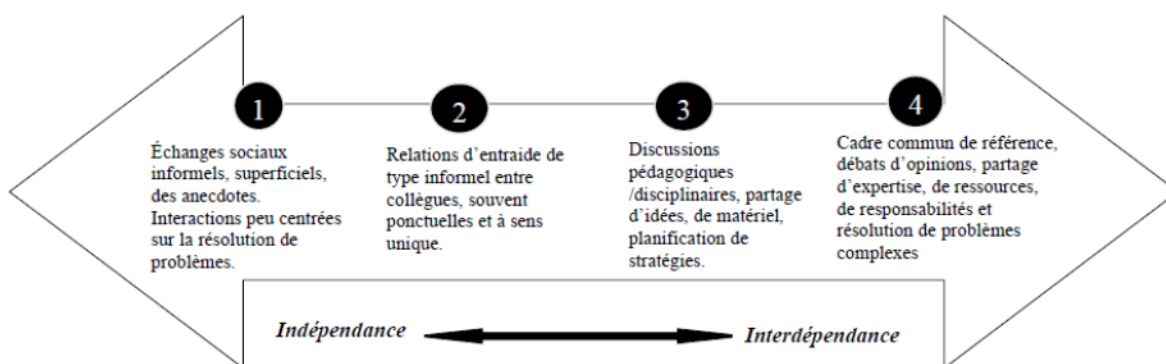 1
Échanges sociaux
informels, superficiels,
des anecdotes.
Interactions peu centrées
sur la résolution de
problèmes.
2
Relations d’entraide de
type informel entre
collègues, souvent
ponctuelles et à sens
unique.
3
Discussions
pédagogiques
/disciplinaires, partage
d’idées, de matériel,
planification de
stratégies.
4
Cadre commun de référence,
débats d’opinions, partage
d’expertise, de ressources,
de responsabilités et
résolution de problèmes
complexes
Indépendance
Interdépendance